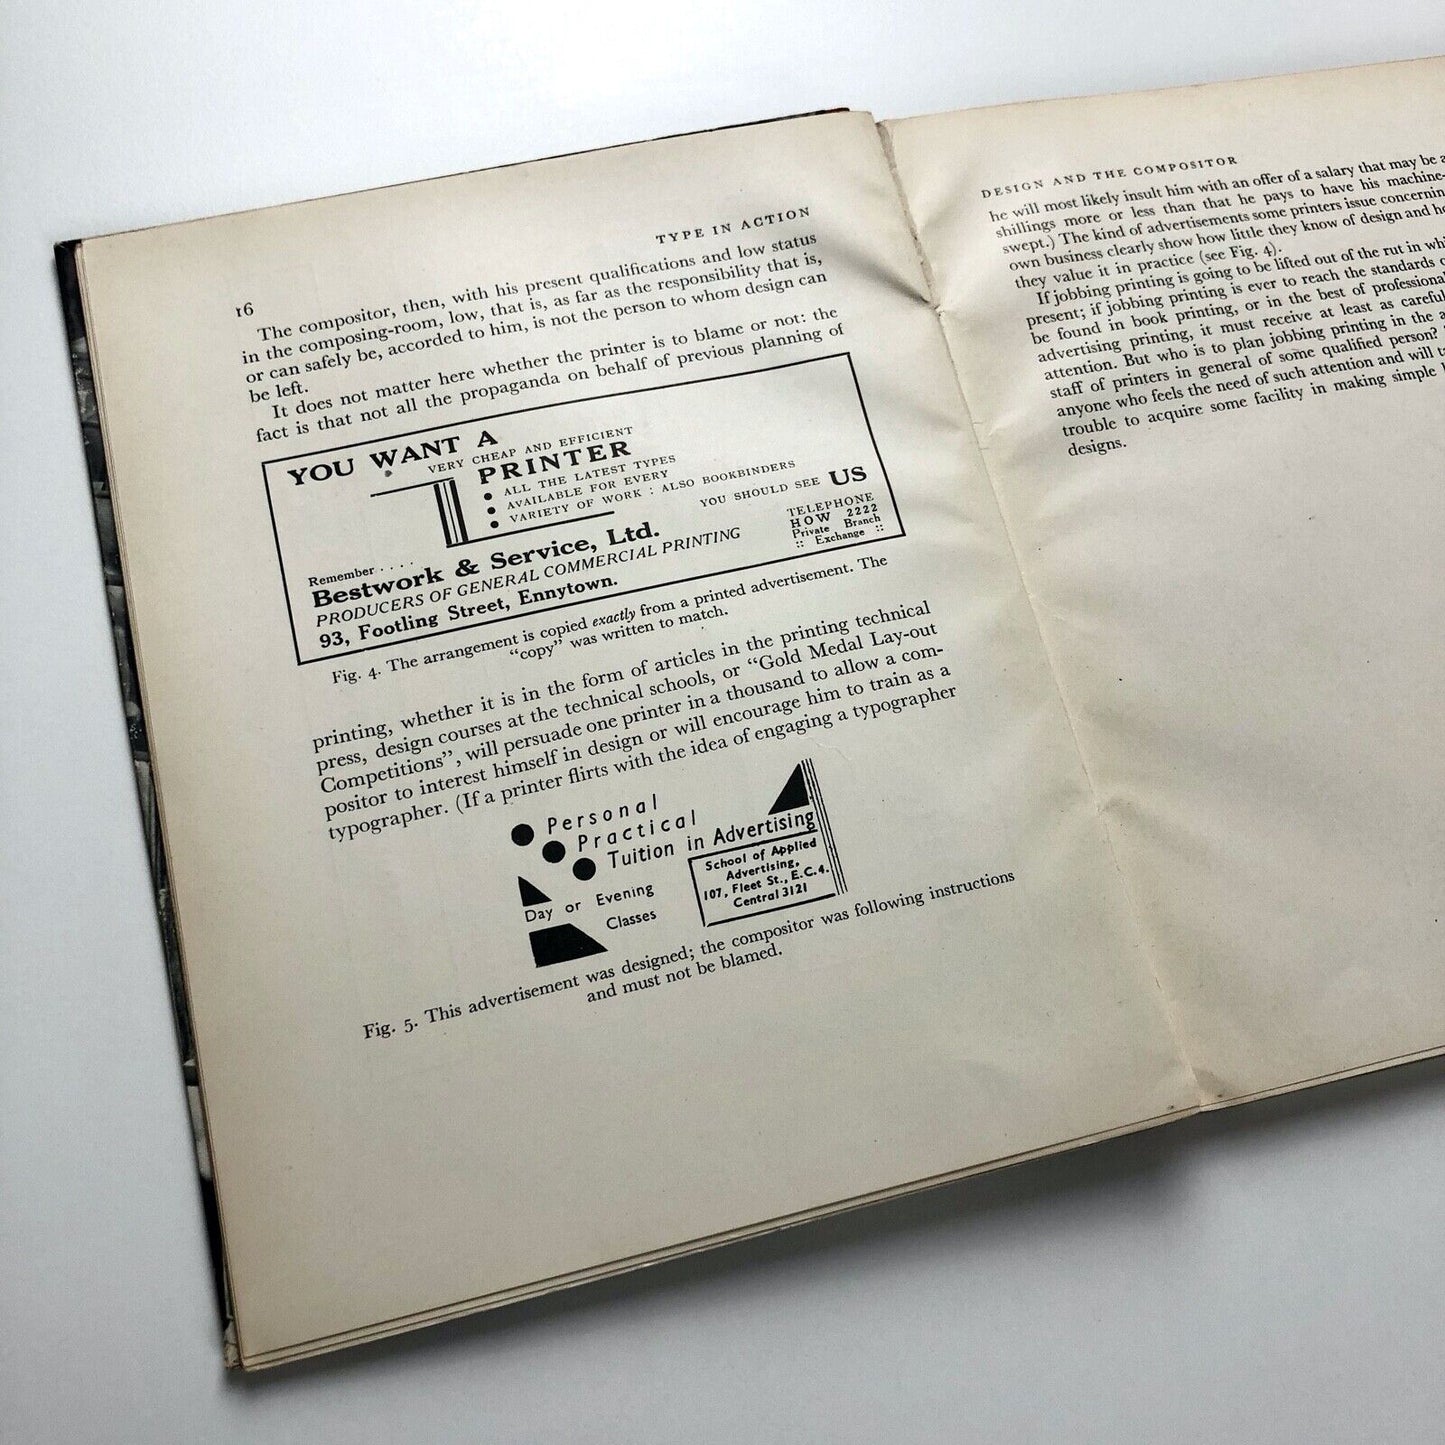 16
TYPE IN ACTION
The compositor, then, with his present qualifications and low status
in the composing-room, low, that is, as far as the responsibility that is,
or can safely be, accorded to him, is not the person to whom design can
be left.
It does not matter here whether the printer is to blame or not: the
fact is that not all the propaganda on behalf of previous planning of
YOU WANT A
VERY CHEAP AND EFFICIENT
PRINTER
ALL THE LATEST TYPES
AVAILABLE FOR EVERY
VARIETY OF WORK : ALSO BOOKBINDERS
YOU SHOULD SEE US
Remember . . . .
Bestwork & Service, Ltd.
PRODUCERS OF GENERAL COMMERCIAL PRINTING
93, Footling Street, Ennytown.
TELEPHONE
HOW 2222
Private Branch
:: Exchange ::
Fig. 4. The arrangement is copied exactly from a printed advertisement. The
“copy” was written to match.
printing, whether it is in the form of articles in the printing technical
press, design courses at the technical schools, or “Gold Medal Lay-out
Competitions”, will persuade one printer in a thousand to allow a com-
positor to interest himself in design or will encourage him to train as a
typographer. (If a printer flirts with the idea of engaging a typographer
Personal
Practical
Tuition in Advertising
Day or Evening
Classes
School of Applied
Advertising,
107, Fleet St., E.C.4.
Central 3121
Fig. 5. This advertisement was designed; the compositor was following instructions
and must not be blamed.
DESIGN AND THE COMPOSITOR
he will most likely insult him with an offer of a salary that may be a
shillings more or less than that he pays to have his machine-
swept.) The kind of advertisements some printers issue concernin
own business clearly show how little they know of design and ho
they value it in practice (see Fig. 4).
If jobbing printing is going to be lifted out of the rut in whi
present; if jobbing printing is ever to reach the standards o
be found in book printing, or in the best of professional
advertising printing, it must receive at least as careful
attention. But who is to plan jobbing printing in the a
staff of printers in general of some qualified person?
anyone who feels the need of such attention and will t
trouble to acquire some facility in making simple l
designs.